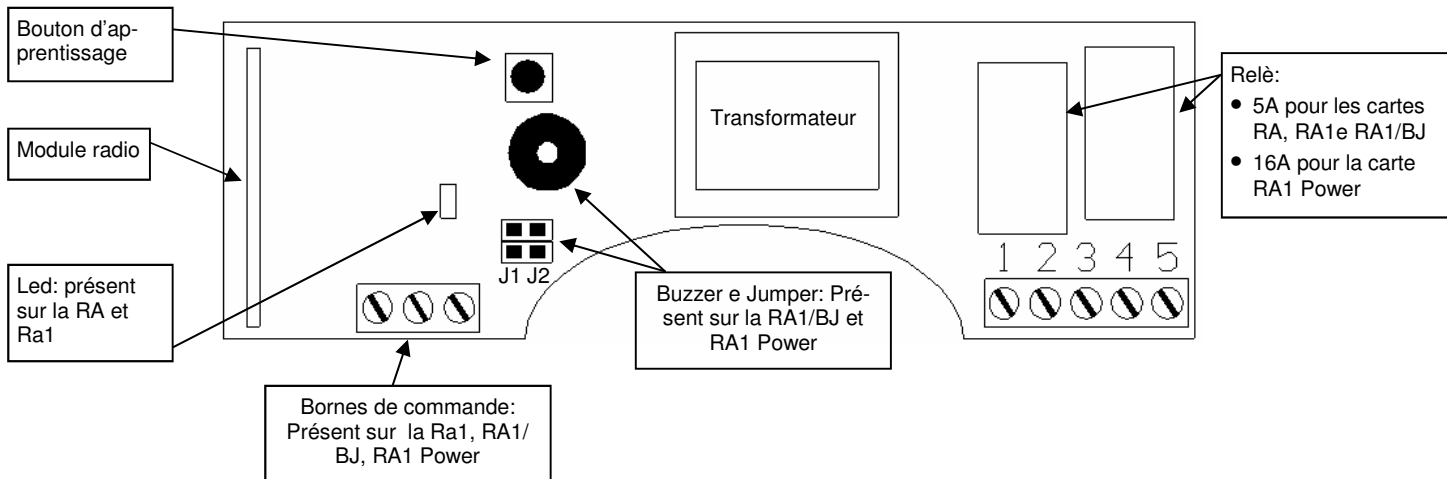 Bouton d'ap-
prentissage
Module radio
Led: présent
sur la RA et
Ra1
Transformateur
Relè:
• 5A pour les cartes
RA, RA1e RA1/BJ
• 16A pour la carte
RA1 Power
J1 J2
1 2 3 4 5
Buzzer e Jumper: Pré-
sent sur la RA1/BJ et
RA1 Power
Bornes de commande:
Présent sur la Ra1, RA1/
BJ, RA1 Power